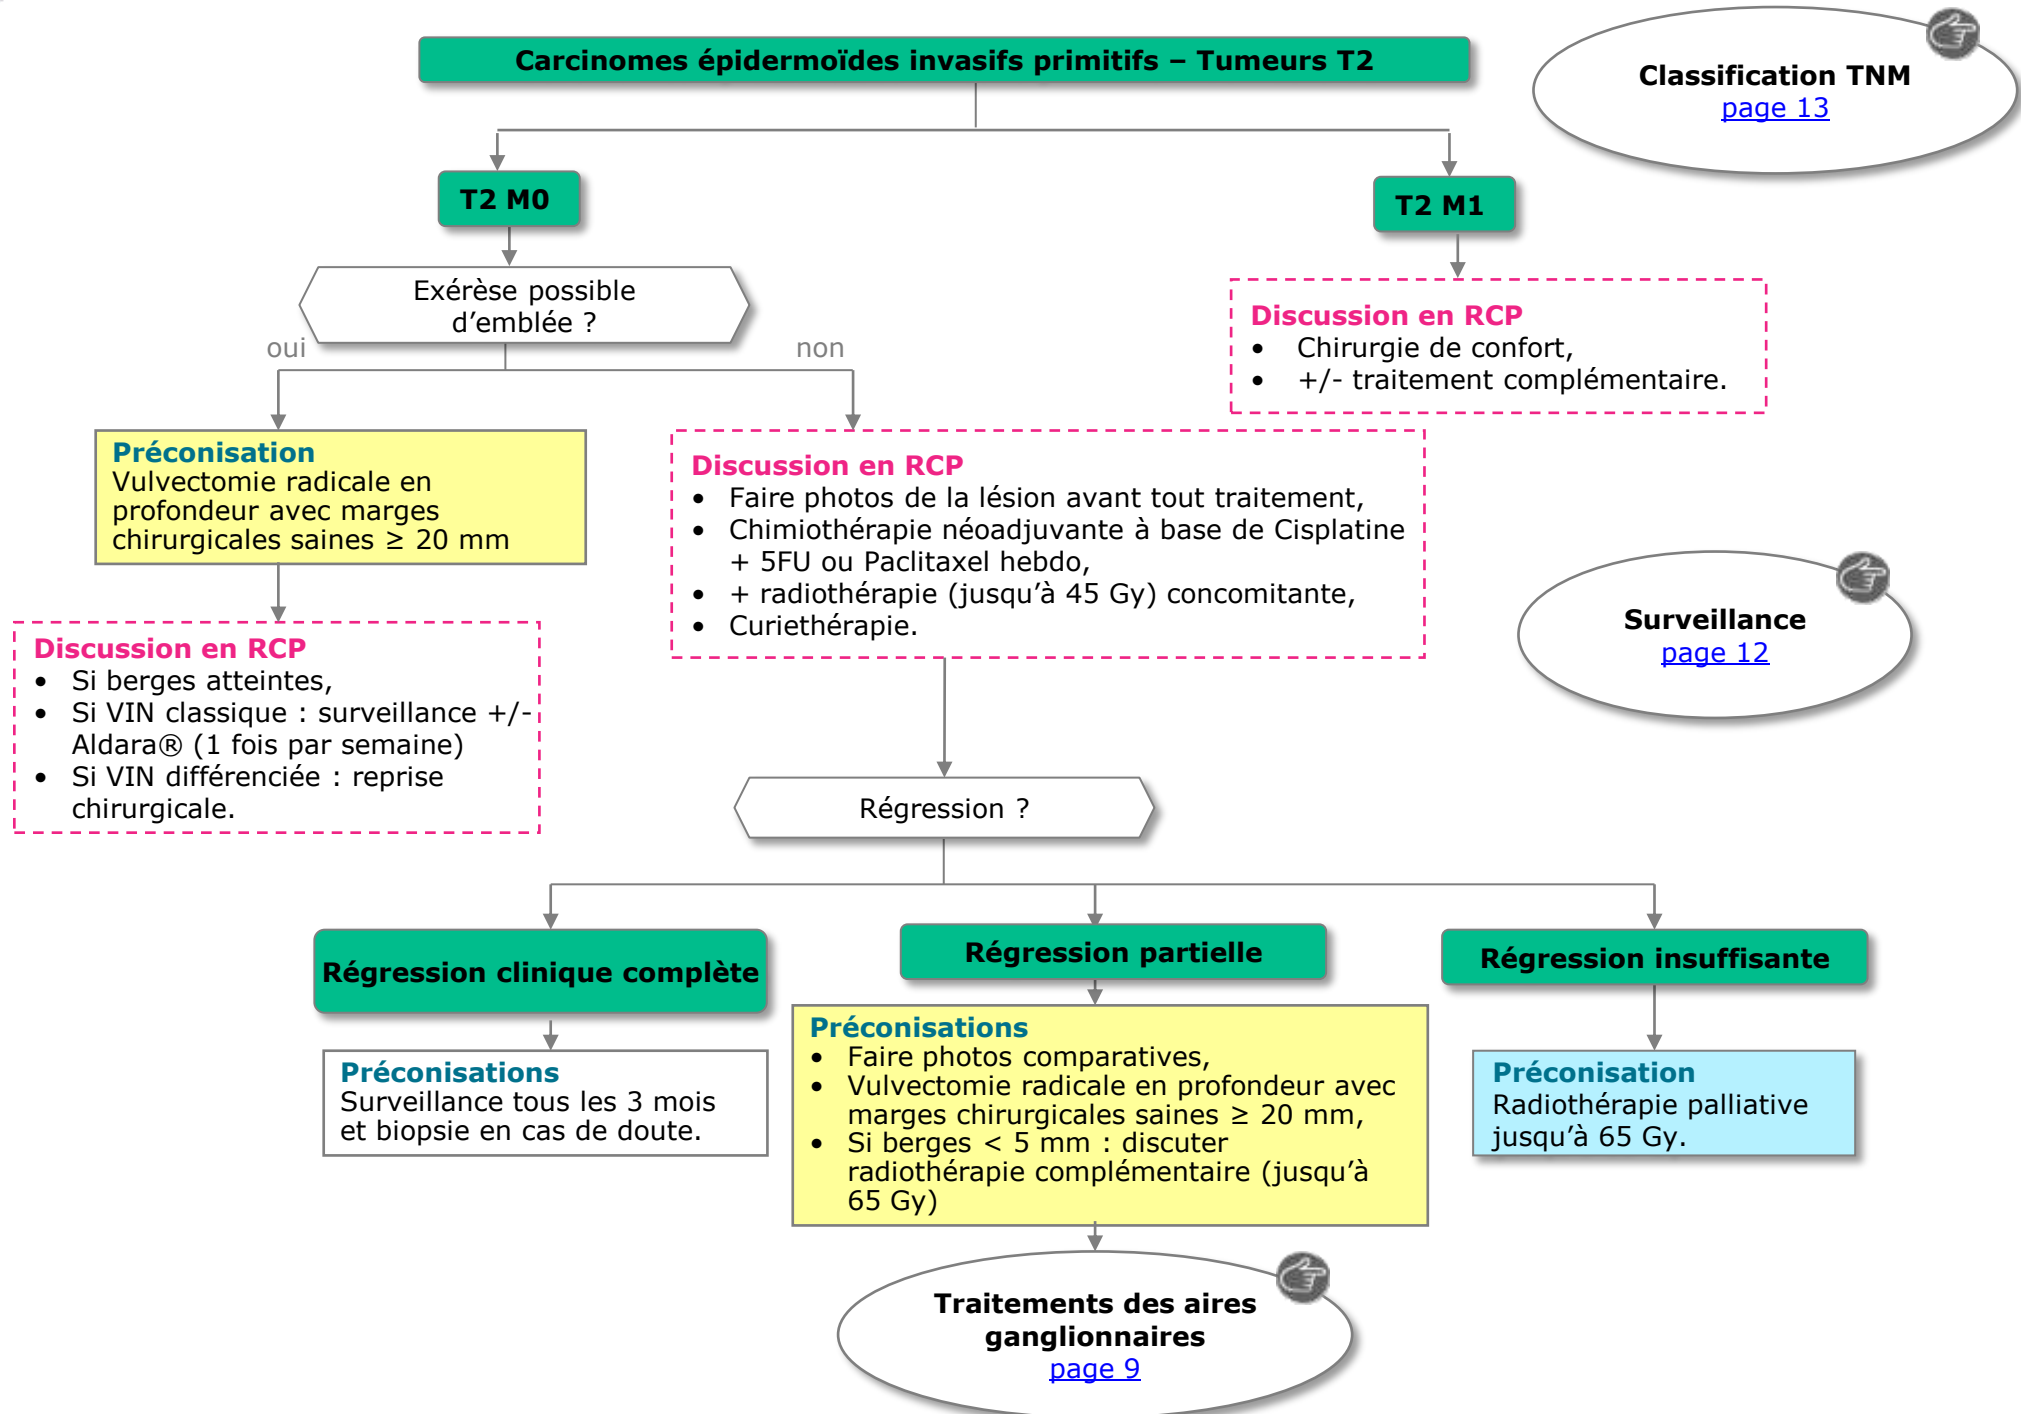 Carcinomes épidermoïdes invasifs primitifs – Tumeurs T2
Classification TNM
page 13
T2 M0
T2 M1
Exérèse possible
d’emblée ?
oui
non
Discussion en RCP
• Chirurgie de confort,
• +/- traitement complémentaire.
Préconisation
Vulvectomie radicale en
profondeur avec marges
chirurgicales saines ≥ 20 mm
Discussion en RCP
• Faire photos de la lésion avant tout traitement,
• Chimiothérapie néoadjuvante à base de Cisplatine
+ 5FU ou Paclitaxel hebdo,
• + radiothérapie (jusqu’à 45 Gy) concomitante,
• Curiethérapie.
Surveillance
page 12
Discussion en RCP
• Si berges atteintes,
• Si VIN classique : surveillance +/-
Aldara® (1 fois par semaine)
• Si VIN différenciée : reprise
chirurgicale.
Régression ?
Régression clinique complète
Régression partielle
Régression insuffisante
Préconisations
Surveillance tous les 3 mois
et biopsie en cas de doute.
Préconisations
• Faire photos comparatives,
• Vulvectomie radicale en profondeur avec
marges chirurgicales saines ≥ 20 mm,
• Si berges < 5 mm : discuter
radiothérapie complémentaire (jusqu’à
65 Gy)
Préconisation
Radiothérapie palliative
jusqu’à 65 Gy.
Traitements des aires
ganglionnaires
page 9